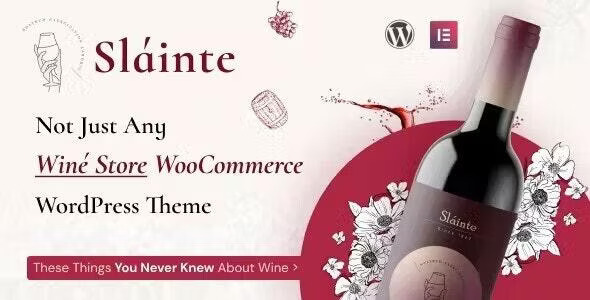 Sláinte
Not Just Any
Winé Store WooCommerce
WordPress Theme
These Things You Never Knew About Wine >
Sláinte